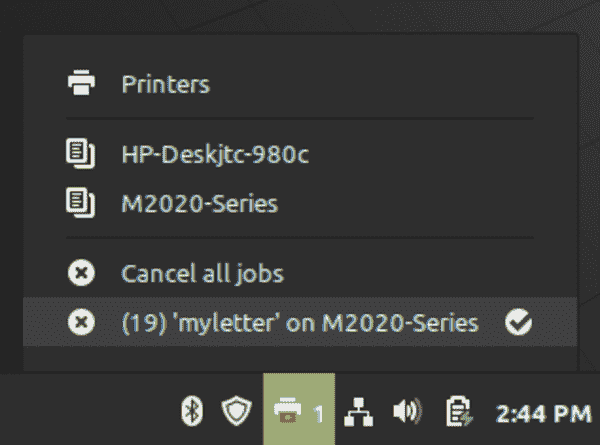 Printers
HP-Deskjtc-980c
M2020-Series
Cancel all jobs
(19) 'myletter' on M2020-Series
1
2:44 PM